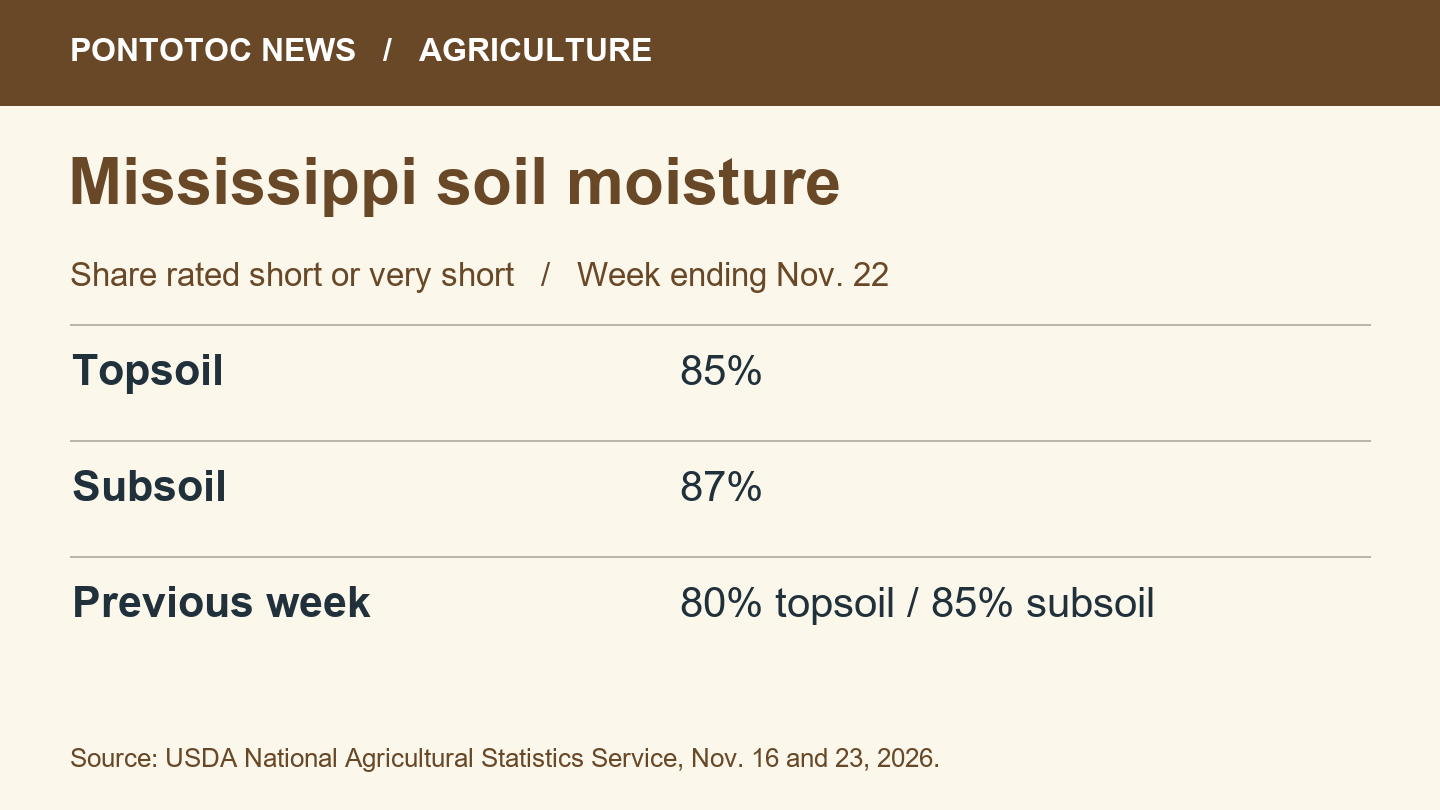 PONTOTOC NEWS / AGRICULTURE
Mississippi soil moisture
Share rated short or very short / Week ending Nov. 22
Topsoil 85%
Subsoil 87%
Previous week 80% topsoil / 85% subsoil
Source: USDA National Agricultural Statistics Service, Nov. 16 and 23, 2026.